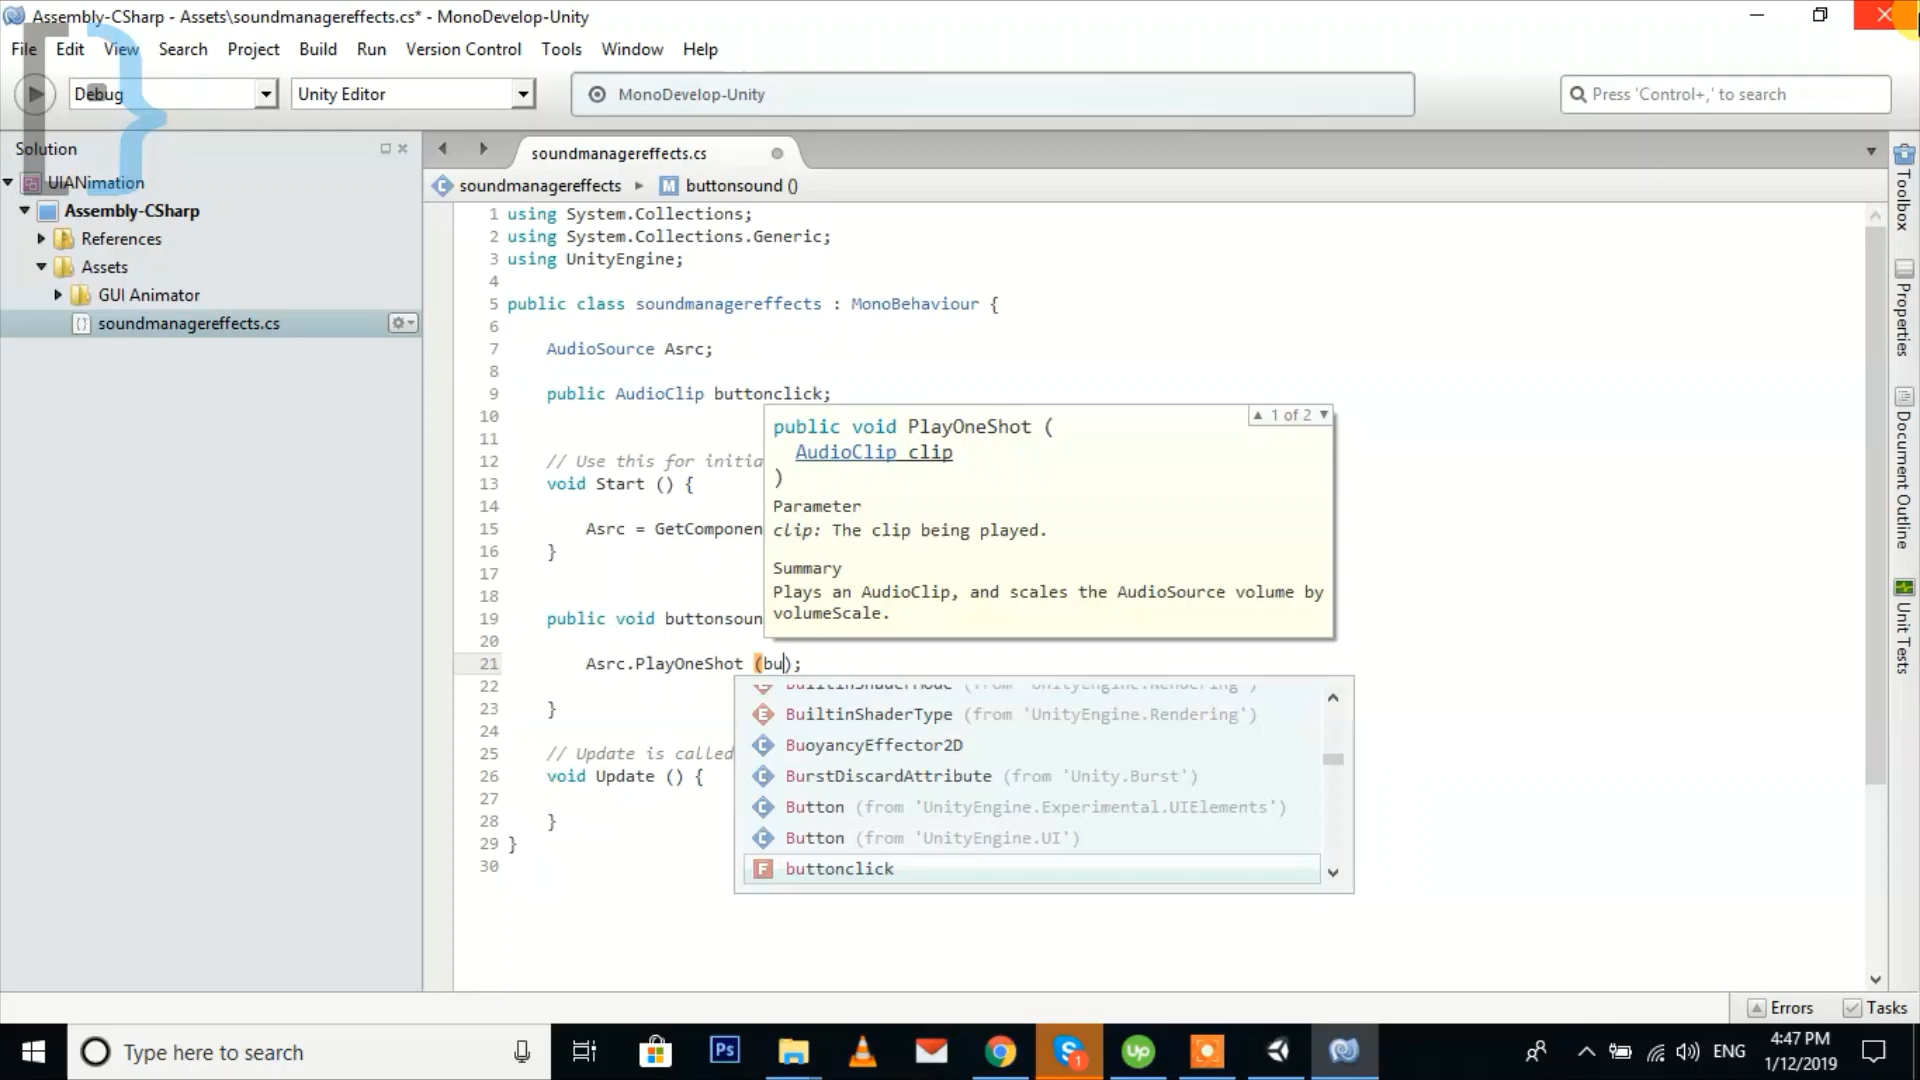 Assembly-CSharp - Assets\soundmanagereffects.cs* - MonoDevelop-Unity
File Edit View Search Project Build Run Version Control Tools Window Help
Debug Unity Editor MonoDevelop-Unity Press 'Control+,' to search
Solution
soundmanagereffects.cs
UIANimation
soundmanagereffects buttonsound ()
Assembly-CSharp
References
Assets
GUI Animator
soundmanagereffects.cs
1 using System.Collections;
2 using System.Collections.Generic;
3 using UnityEngine;
4
5 public class soundmanagereffects : MonoBehaviour {
6
7 AudioSource Asrc;
8
9 public AudioClip buttonclick;
10
11
12 // Use this for initia
13 void Start () {
14
15 Asrc = GetComponen
16 }
17
18
19 public void buttonsoun
20
21 Asrc.PlayOneShot (bu);
22
23 }
24
25 // Update is called
26 void Update () {
27
28 }
29 }
30
1 of 2
public void PlayOneShot (
AudioClip clip
)
Parameter
clip: The clip being played.
Summary
Plays an AudioClip, and scales the AudioSource volume by
volumeScale.
BuiltinShaderMode (from 'UnityEngine.Rendering')
BuiltinShaderType (from 'UnityEngine.Rendering')
BuoyancyEffector2D
BurstDiscardAttribute (from 'Unity.Burst')
Button (from 'UnityEngine.Experimental.UIElements')
Button (from 'UnityEngine.UI')
buttonclick
Toolbox
Properties
Document Outline
Unit Tests
Errors Tasks
Type here to search
Ps
S 1
Up
ENG
4:47 PM
1/12/2019